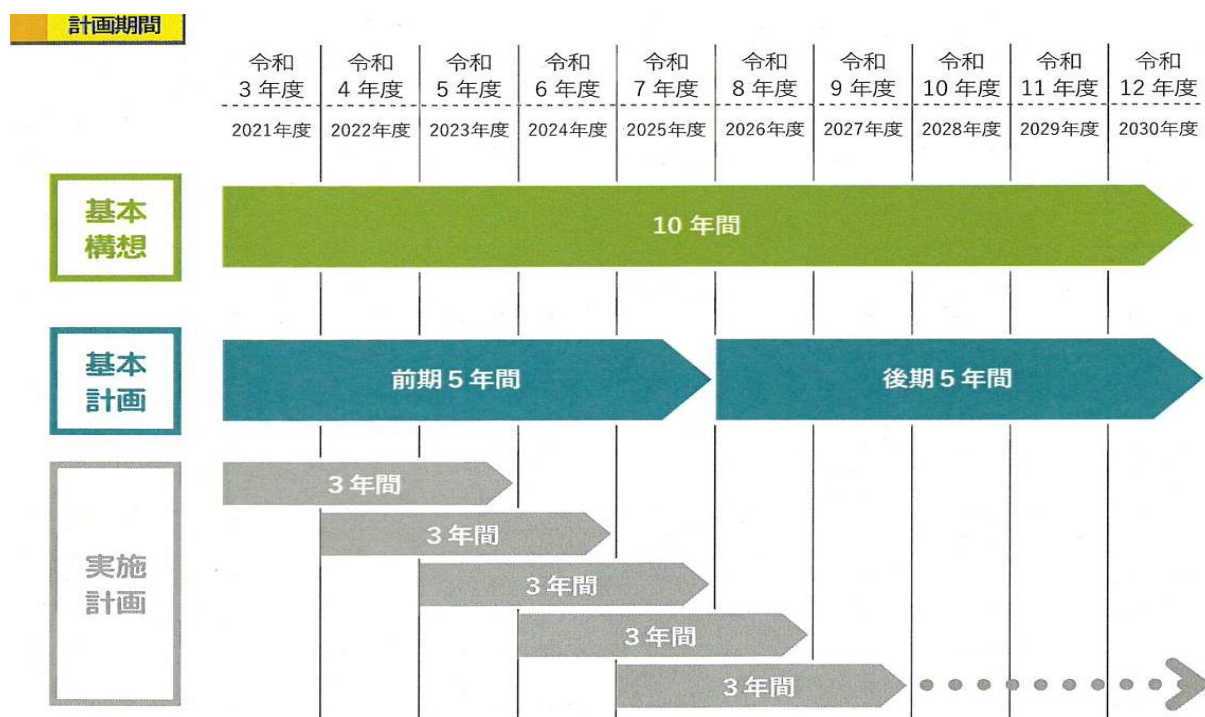 計画期間
令和 令和 令和 令和 令和 令和 令和 令和 令和 令和
3 年度 4 年度 5 年度 6 年度 7 年度 8 年度 9 年度 10 年度 11 年度 12 年度
2021年度 2022年度 2023年度 2024年度 2025年度 2026年度 2027年度 2028年度 2029年度 2030年度
基本
構想
10 年間
基本
計画
前期 5 年間 後期 5 年間
実施
計画
3 年間
3 年間
3 年間
3 年間
3 年間